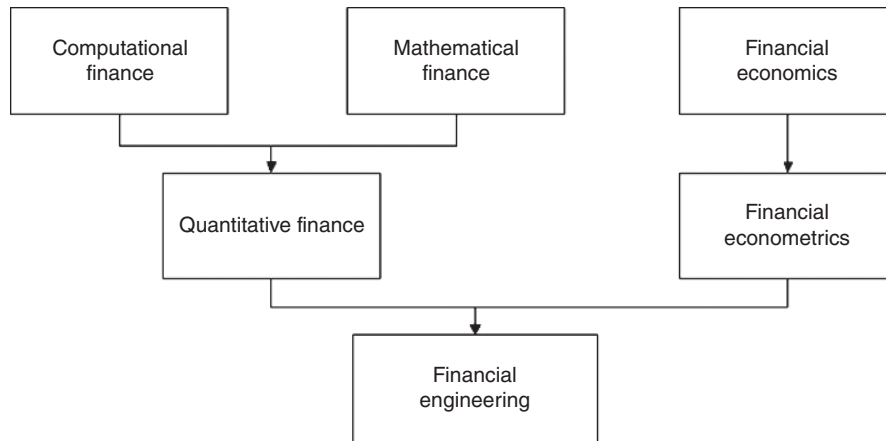 Computational
finance
Mathematical
finance
Financial
economics
Quantitative finance
Financial
econometrics
Financial
engineering